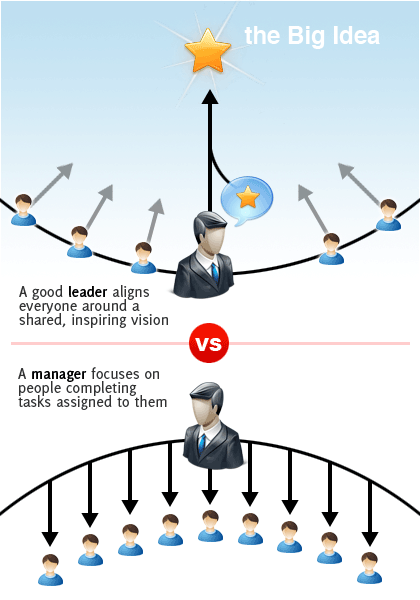 the Big Idea
A good leader aligns
everyone around a
shared, inspiring vision
VS
A manager focuses on
people completing
tasks assigned to them